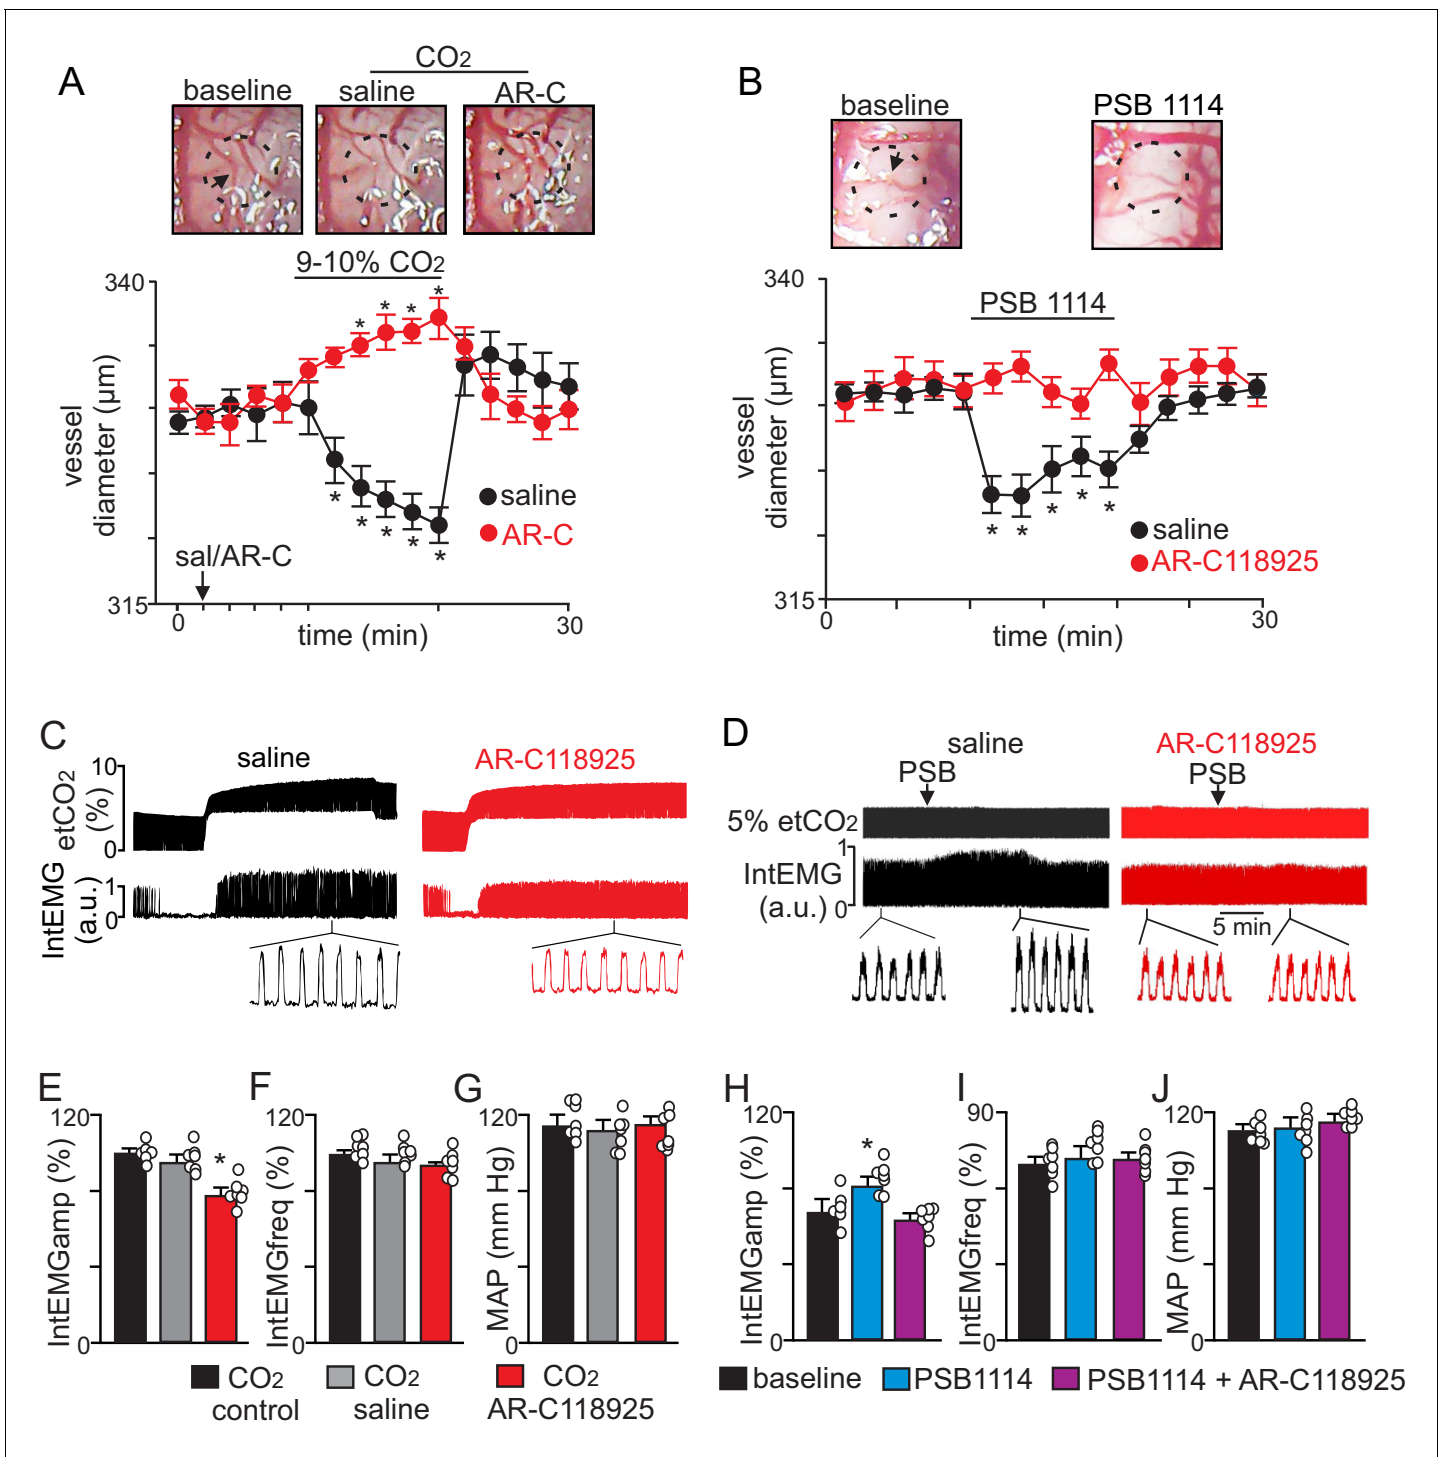 A
CO2
baseline
saline
AR-C
9-10% CO2
340
vessel
diameter (µm)
* * * *
* * * * *
saline
AR-C
sal/AR-C
315
0
30
time (min)
B
baseline
PSB 1114
340
PSB 1114
vessel
diameter (µm)
* * * * *
saline
AR-C118925
315
0
30
time (min)
C
saline
AR-C118925
10
etCO2
(%)
0
IntEMG
(a.u.)
1
0
D
saline
AR-C118925
PSB
PSB
5% etCO2
1
IntEMG
(a.u.)
0
5 min
E
120
IntEMGamp (%)
*
0
F
120
IntEMGfreq (%)
0
G
120
MAP (mm Hg)
0
CO2
control
CO2
saline
CO2
AR-C118925
H
120
IntEMGamp (%)
*
0
I
90
IntEMGfreq (%)
0
J
120
MAP (mm Hg)
0
baseline
PSB1114
PSB1114 + AR-C118925